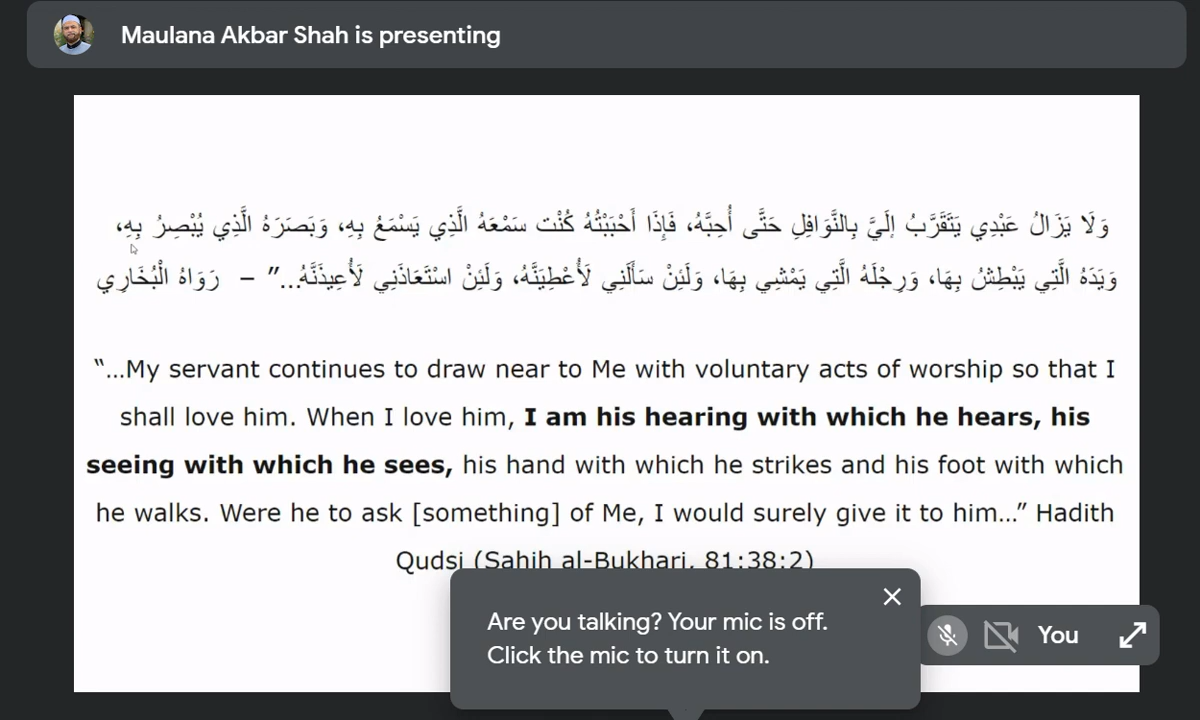 Maulana Akbar Shah is presenting
وَلَا يَزَالُ عَبْدِي يَتَقَرَّبُ إِلَيَّ بِالنَّوَافِلِ حَتَّى أُحِبَّهُ، فَإِذَا أَحْبَبْتُهُ كُنْت سَمْعَهُ الَّذِي يَسْمَعُ بِهِ، وَبَصَرَهُ الَّذِي يُبْصِرُ بِهِ،
وَيَدَهُ الَّتِي يَبْطِشُ بِهَا، وَرِجْلَهُ الَّتِي يَمْشِي بِهَا، وَلَئِنْ سَأَلَنِي لَأُعْطِيَنَّهُ، وَلَئِنْ اسْتَعَاذَنِي لَأُعِيذَنَّهُ..." – رَوَاهُ الْبُخَارِي
“...My servant continues to draw near to Me with voluntary acts of worship so that I
shall love him. When I love him, I am his hearing with which he hears, his
seeing with which he sees, his hand with which he strikes and his foot with which
he walks. Were he to ask [something] of Me, I would surely give it to him...” Hadith
Qudsi (Sahih al-Bukhari, 81:38:2)
Are you talking? Your mic is off.
Click the mic to turn it on.
You